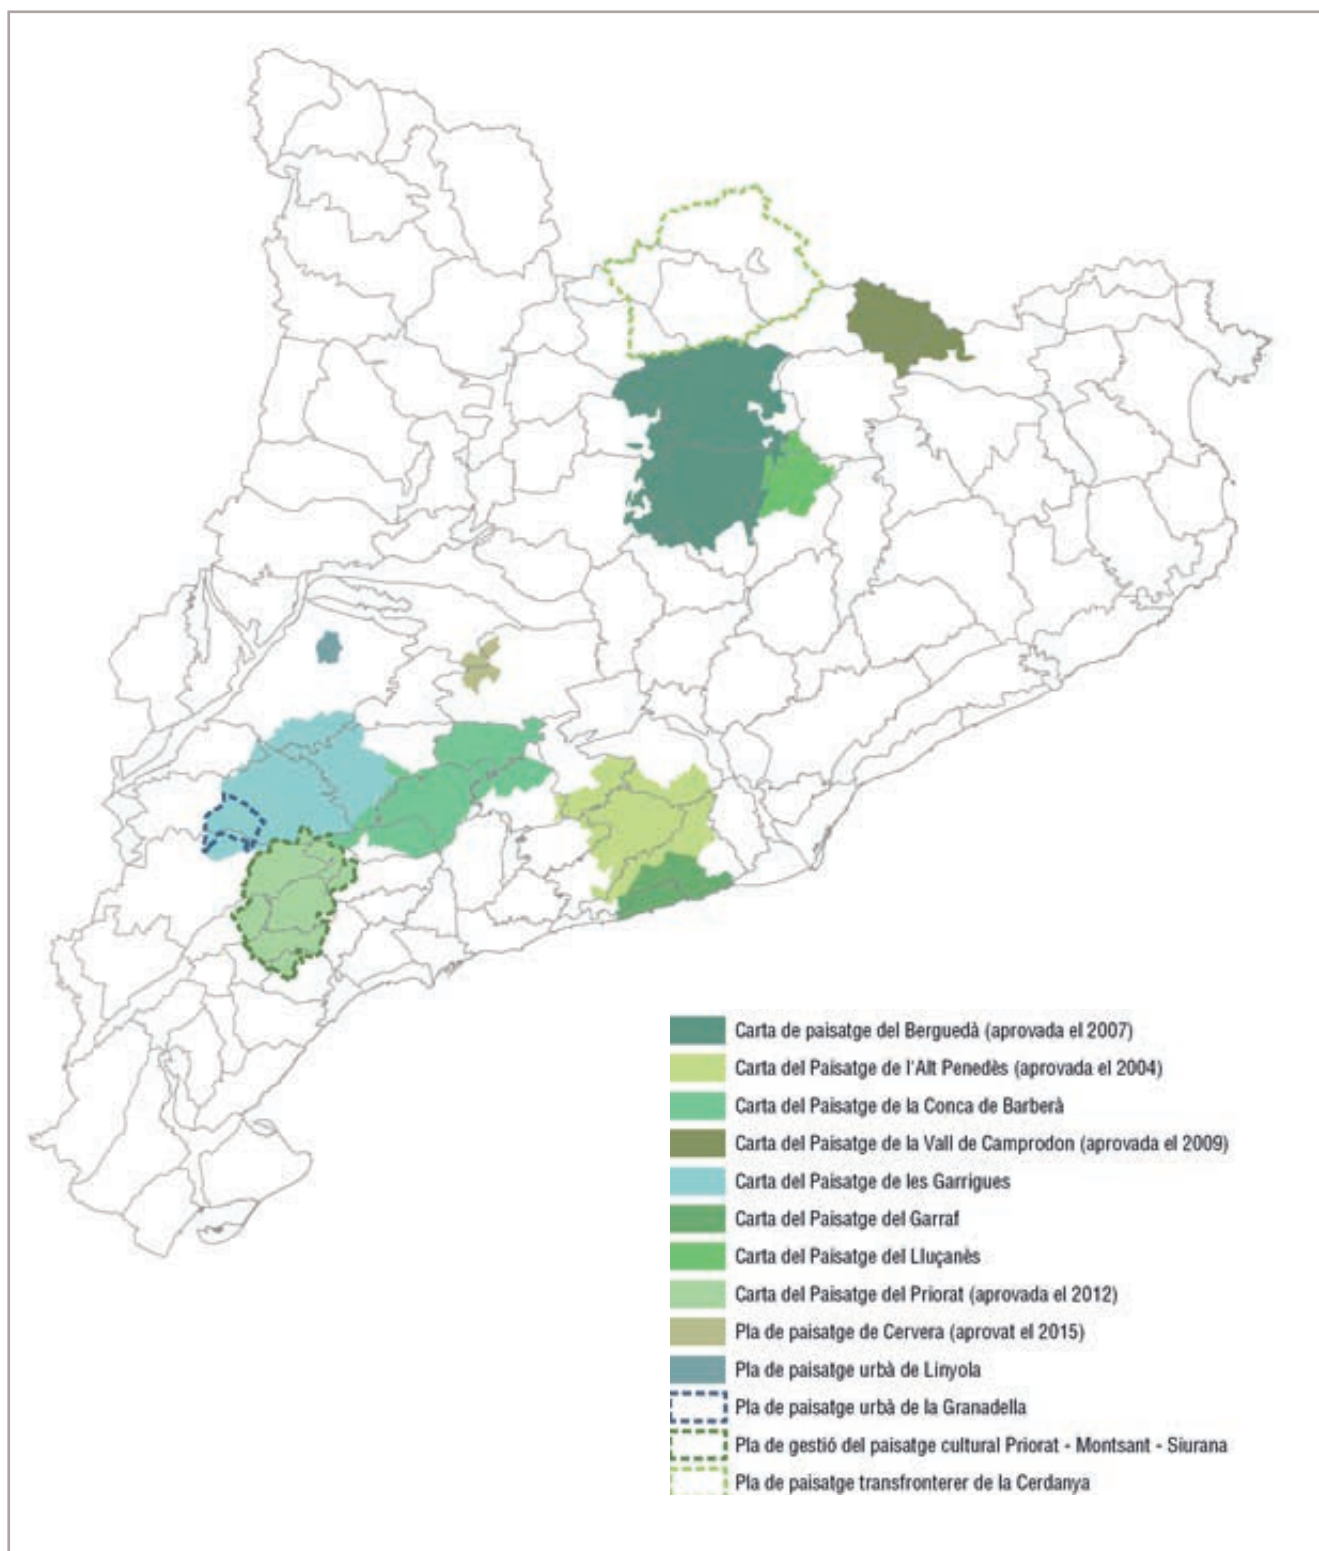 Carta de paisatge del Berguedà (aprovada el 2007)
Carta del Paisatge de l'Alt Penedès (aprovada el 2004)
Carta del Paisatge de la Conca de Barberà
Carta del Paisatge de la Vall de Camprodon (aprovada el 2009)
Carta del Paisatge de les Garrigues
Carta del Paisatge del Garraf
Carta del Paisatge del Lluçanès
Carta del Paisatge del Priorat (aprovada el 2012)
Pla de paisatge de Cervera (aprovat el 2015)
Pla de paisatge urbà de Linyola
Pla de paisatge urbà de la Granadella
Pla de gestió del paisatge cultural Priorat - Montsant - Siurana
Pla de paisatge transfronterer de la Cerdanya